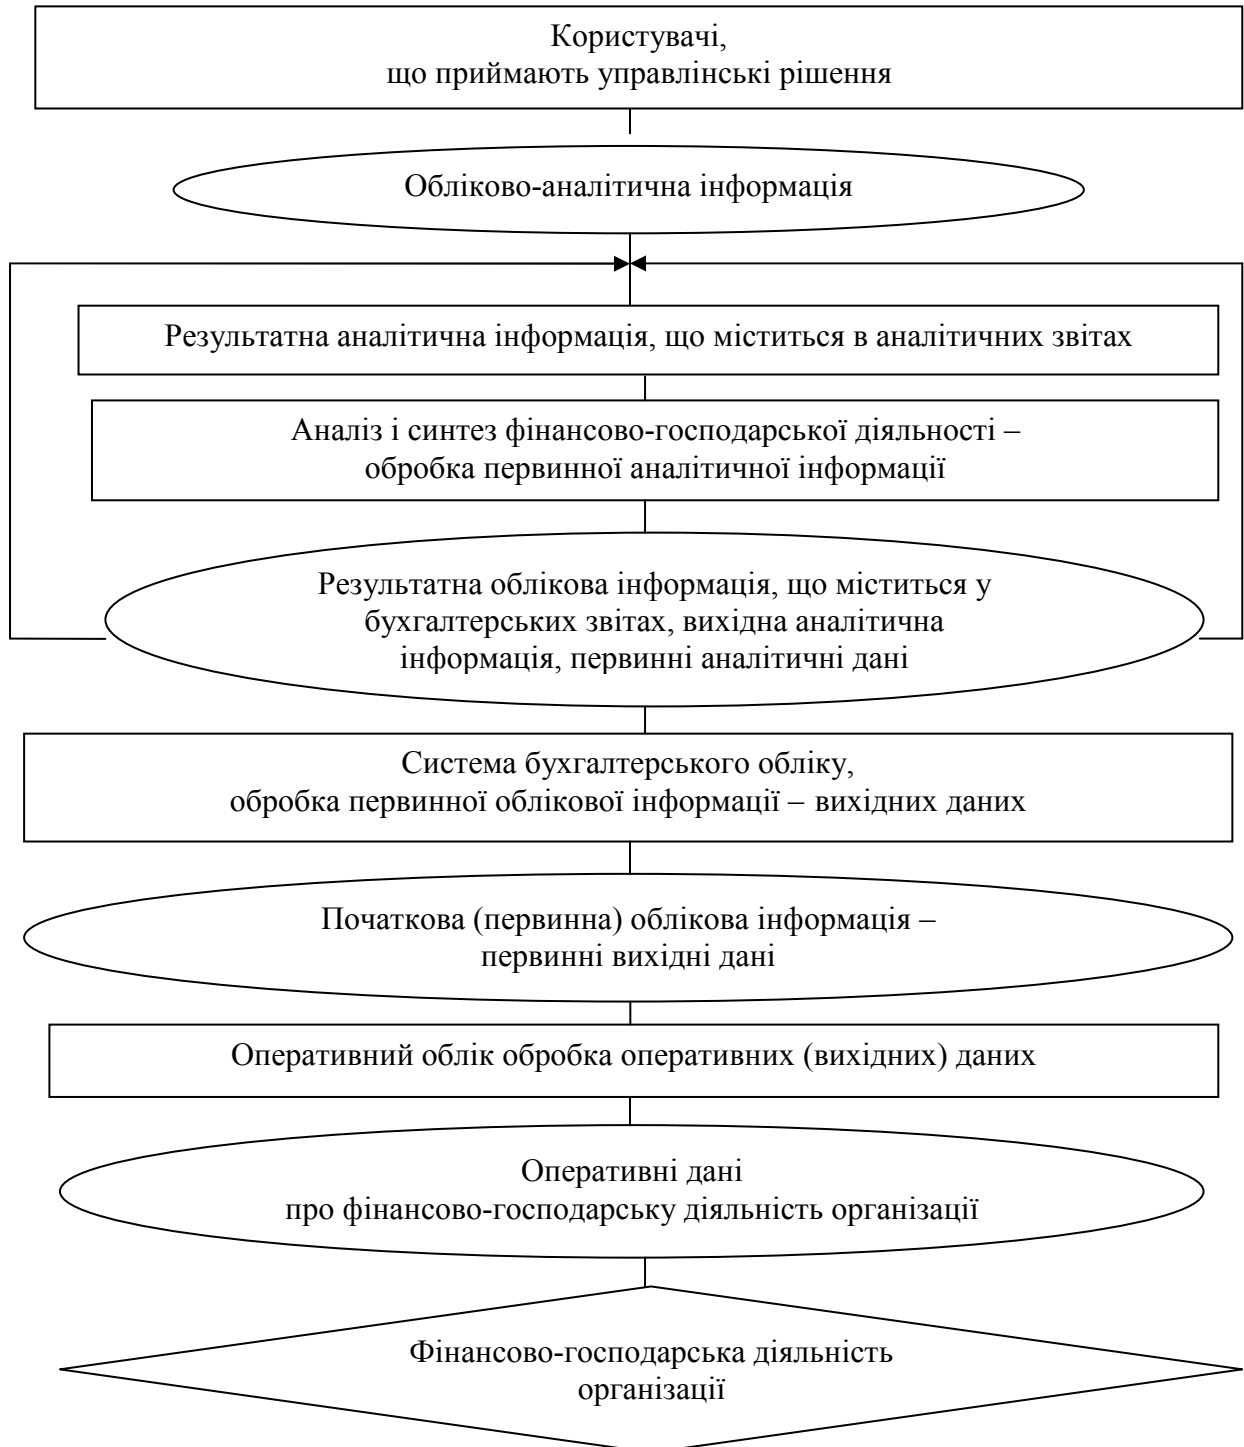 Користувачі,
що приймають управлінські рішення
Обліково-аналітична інформація
Результатна аналітична інформація, що міститься в аналітичних звітах
Аналіз і синтез фінансово-господарської діяльності –
обробка первинної аналітичної інформації
Результатна облікова інформація, що міститься у
бухгалтерських звітах, вихідна аналітична
інформація, первинні аналітичні дані
Система бухгалтерського обліку,
обробка первинної облікової інформації – вихідних даних
Початкова (первинна) облікова інформація –
первинні вихідні дані
Оперативний облік обробка оперативних (вихідних) даних
Оперативні дані
про фінансово-господарську діяльність організації
Фінансово-господарська діяльність
організації